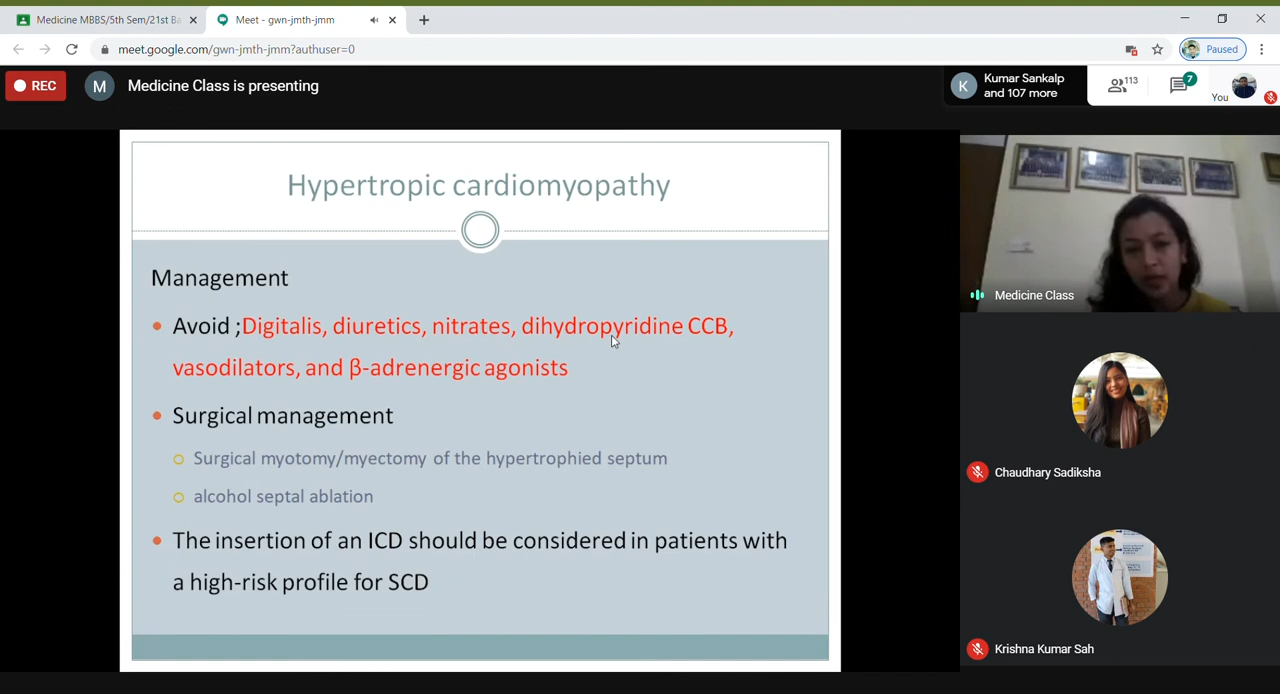 Medicine MBBS/5th Sem/21st Ba
Meet - gwn-jmth-jmm
meet.google.com/gwn-jmth-jmm?authuser=0
Paused
REC
M
Medicine Class is presenting
K
Kumar Sankalp
and 107 more
113
7
You
Hypertropic cardiomyopathy
Management
• Avoid ;Digitalis, diuretics, nitrates, dihydropyridine CCB,
vasodilators, and β-adrenergic agonists
• Surgical management
○ Surgical myotomy/myectomy of the hypertrophied septum
○ alcohol septal ablation
• The insertion of an ICD should be considered in patients with
a high-risk profile for SCD
Medicine Class
Chaudhary Sadiksha
Krishna Kumar Sah